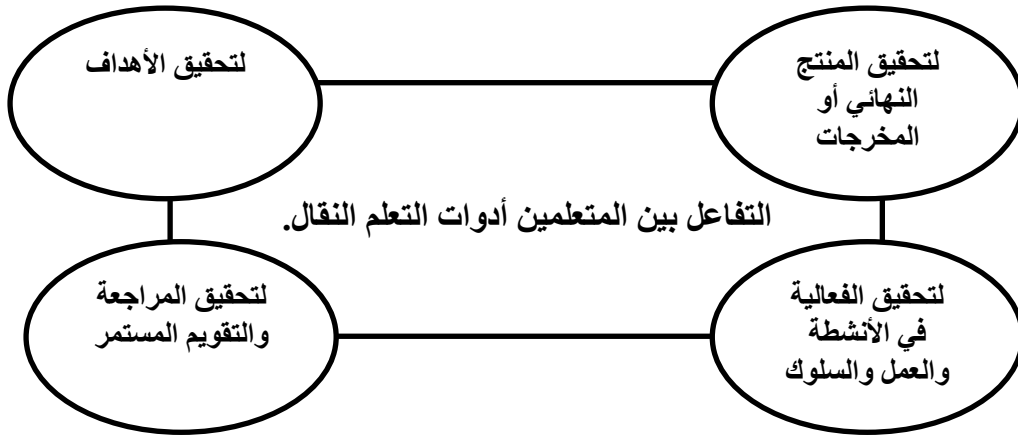 لتحقيق المنتج
النهائي أو
المخرجات
لتحقيق الأهداف
التفاعل بين المتعلمين أدوات التعلم النقال.
لتحقيق الفعالية
في الأنشطة
والعمل والسلوك
لتحقيق المراجعة
والتقويم المستمر